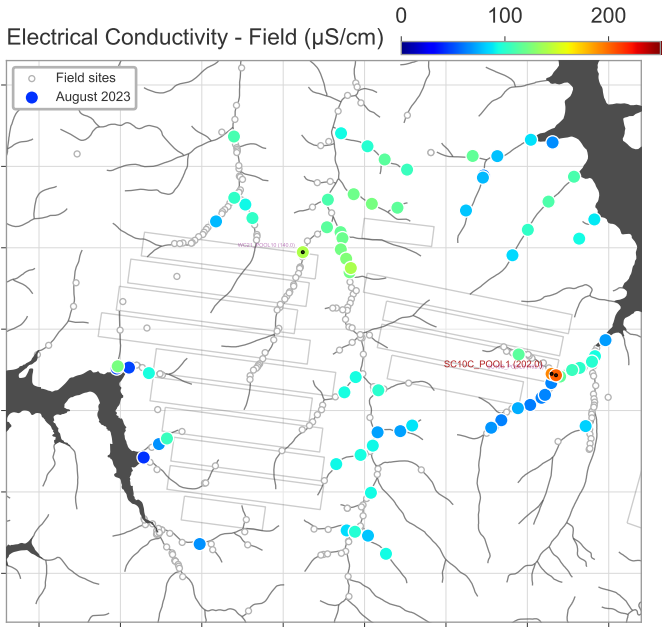 0 100 200
Electrical Conductivity - Field (µS/cm)
Field sites
August 2023
SC10C_POOL1 (202.0)